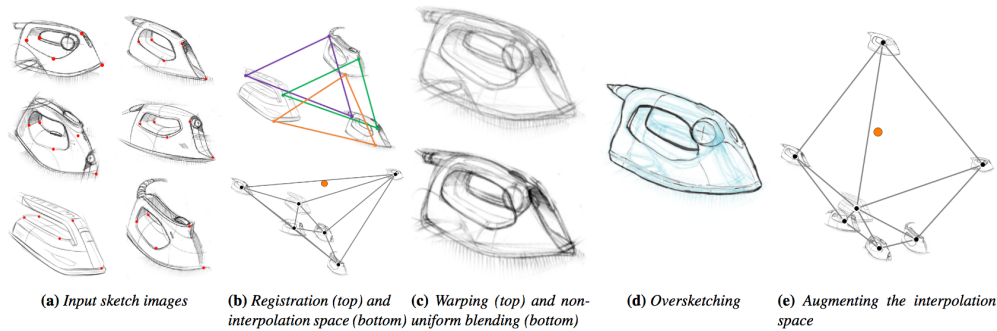 (a) Input sketch images
(b) Registration (top) and
interpolation space (bottom)
(c) Warping (top) and non-
uniform blending (bottom)
(d) Oversketching
(e) Augmenting the interpolation
space